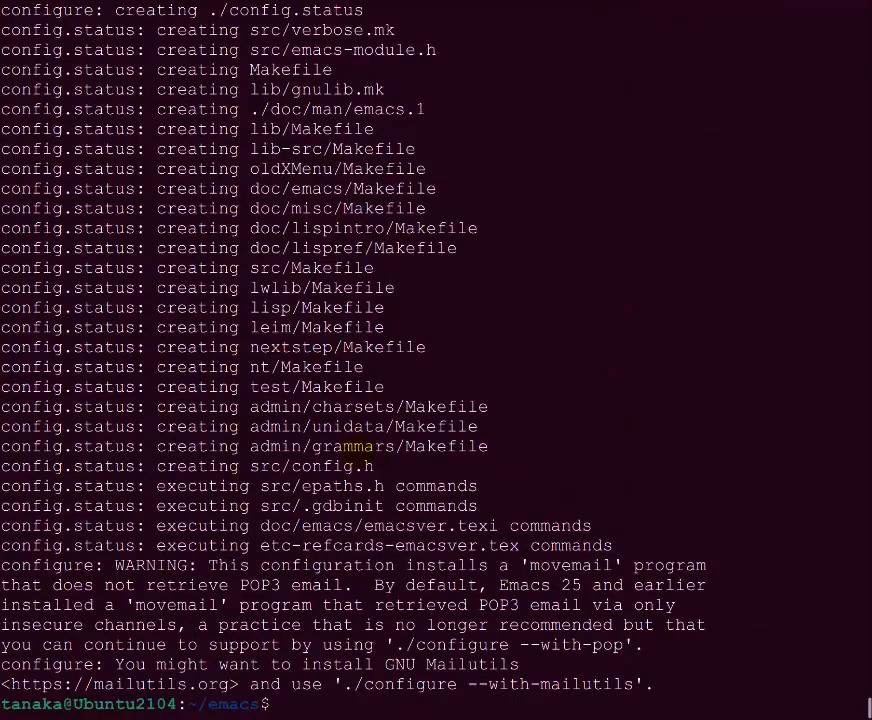 configure: creating ./config.status
config.status: creating src/verbose.mk
config.status: creating src/emacs-module.h
config.status: creating Makefile
config.status: creating lib/gnulib.mk
config.status: creating ./doc/man/emacs.1
config.status: creating lib/Makefile
config.status: creating lib-src/Makefile
config.status: creating oldXMenu/Makefile
config.status: creating doc/emacs/Makefile
config.status: creating doc/misc/Makefile
config.status: creating doc/lispintro/Makefile
config.status: creating doc/lispref/Makefile
config.status: creating src/Makefile
config.status: creating lwlib/Makefile
config.status: creating lisp/Makefile
config.status: creating leim/Makefile
config.status: creating nextstep/Makefile
config.status: creating nt/Makefile
config.status: creating test/Makefile
config.status: creating admin/charsets/Makefile
config.status: creating admin/unidata/Makefile
config.status: creating admin/grammars/Makefile
config.status: creating src/config.h
config.status: executing src/epaths.h commands
config.status: executing src/.gdbinit commands
config.status: executing doc/emacs/emacsver.texi commands
config.status: executing etc-refcards-emacsver.tex commands
configure: WARNING: This configuration installs a 'movemail' program
that does not retrieve POP3 email.  By default, Emacs 25 and earlier
installed a 'movemail' program that retrieved POP3 email via only
insecure channels, a practice that is no longer recommended but that
you can continue to support by using './configure --with-pop'.
configure: You might want to install GNU Mailutils
<https://mailutils.org> and use './configure --with-mailutils'.
tanaka@Ubuntu2104:~/emacs$